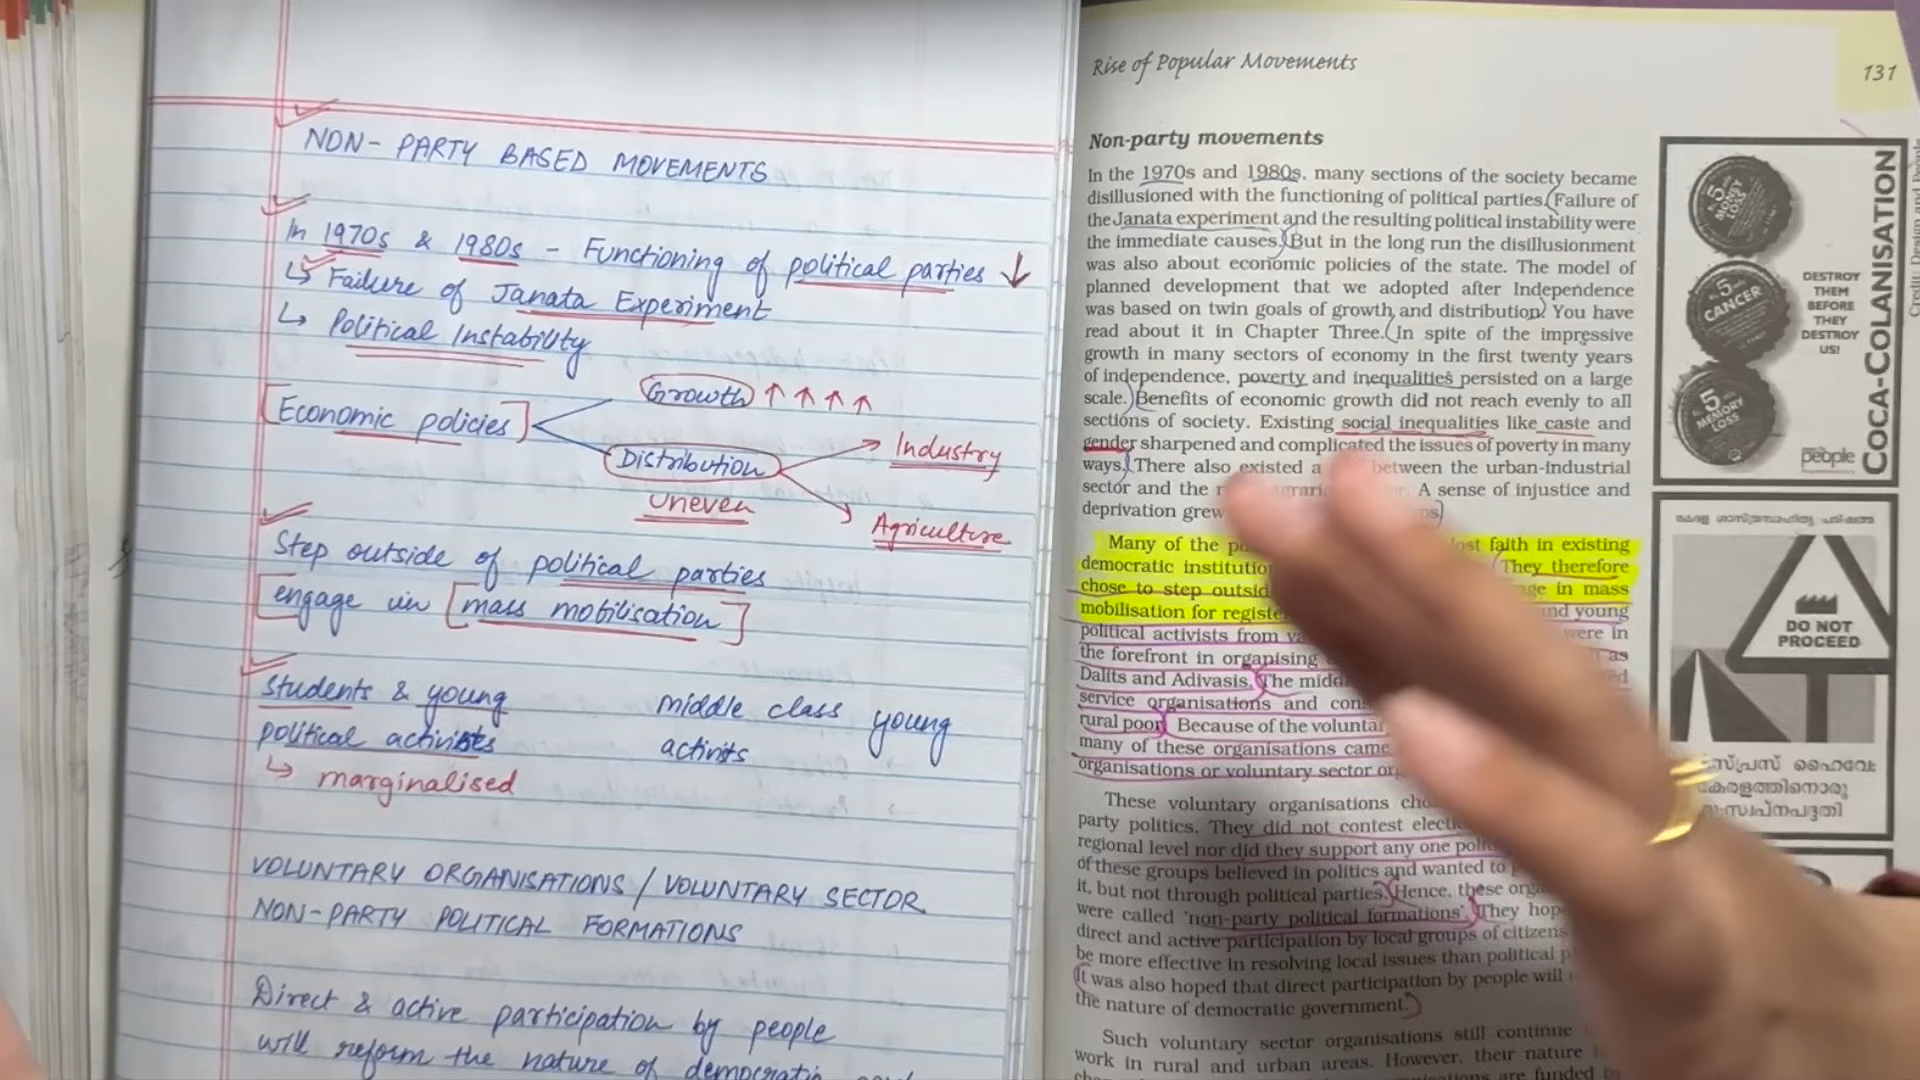 NON- PARTY BASED MOVEMENTS
In 1970s & 1980s - Functioning of political parties ↓
↳ Failure of Janata Experiment
↳ Political Instability
Growth ↑ ↑ ↑ ↑
[Economic policies]
Distribution
Industry
Uneven
Agriculture
Step outside of political parties
[engage in [mass mobilisation]
Students & young
political activists
↳ marginalised
middle class young
activists
VOLUNTARY ORGANISATIONS / VOLUNTARY SECTOR
NON-PARTY POLITICAL FORMATIONS
Direct & active participation by people
will reform the nature of democratic
Rise of Popular Movements
131
Non-party movements
In the 1970s and 1980s, many sections of the society became
disillusioned with the functioning of political parties. Failure of
the Janata experiment and the resulting political instability were
the immediate causes. But in the long run the disillusionment
was also about economic policies of the state. The model of
planned development that we adopted after Independence
was based on twin goals of growth and distribution. You have
read about it in Chapter Three. In spite of the impressive
growth in many sectors of economy in the first twenty years
of independence, poverty and inequalities persisted on a large
scale. Benefits of economic growth did not reach evenly to all
sections of society. Existing social inequalities like caste and
gender sharpened and complicated the issues of poverty in many
ways. There also existed a between the urban-industrial
sector and the A sense of injustice and
deprivation grew
Many of the lost faith in existing
democratic They therefore
chose to step in mass
mobilisation for and young
political activists from were in
the forefront in organising as
Dalits and Adivasis. The
service organisations and
rural poor. Because of the
many of these organisations came
organisations or voluntary sector
These voluntary organisations
party politics. They did not contest
regional level nor did they support any one
of these groups believed in politics and wanted to
it, but not through political parties. Hence, these
were called 'non-party political formations'. They
direct and active participation by local groups of citizens
be more effective in resolving local issues than political
It was also hoped that direct participation by people will
the nature of democratic government.
Such voluntary sector organisations still continue
work in rural and urban areas. However, their nature
are funded
5 MONEY LOSS
5 CANCER
5 MEMORY LOSS
DESTROY
THEM
BEFORE
THEY
DESTROY
US!
people
COCA-COLANISATION
Credit: Design and People
DO NOT
PROCEED